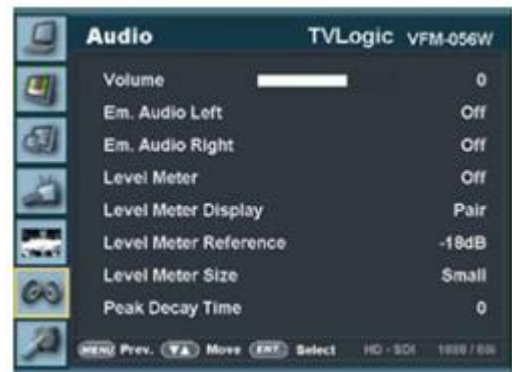 Audio TVLogic VFM-056W
Volume 0
Em. Audio Left Off
Em. Audio Right Off
Level Meter Off
Level Meter Display Pair
Level Meter Reference -18dB
Level Meter Size Small
Peak Decay Time 0
MENU Prev. ▼▲ Move ENT Select HD - SDI